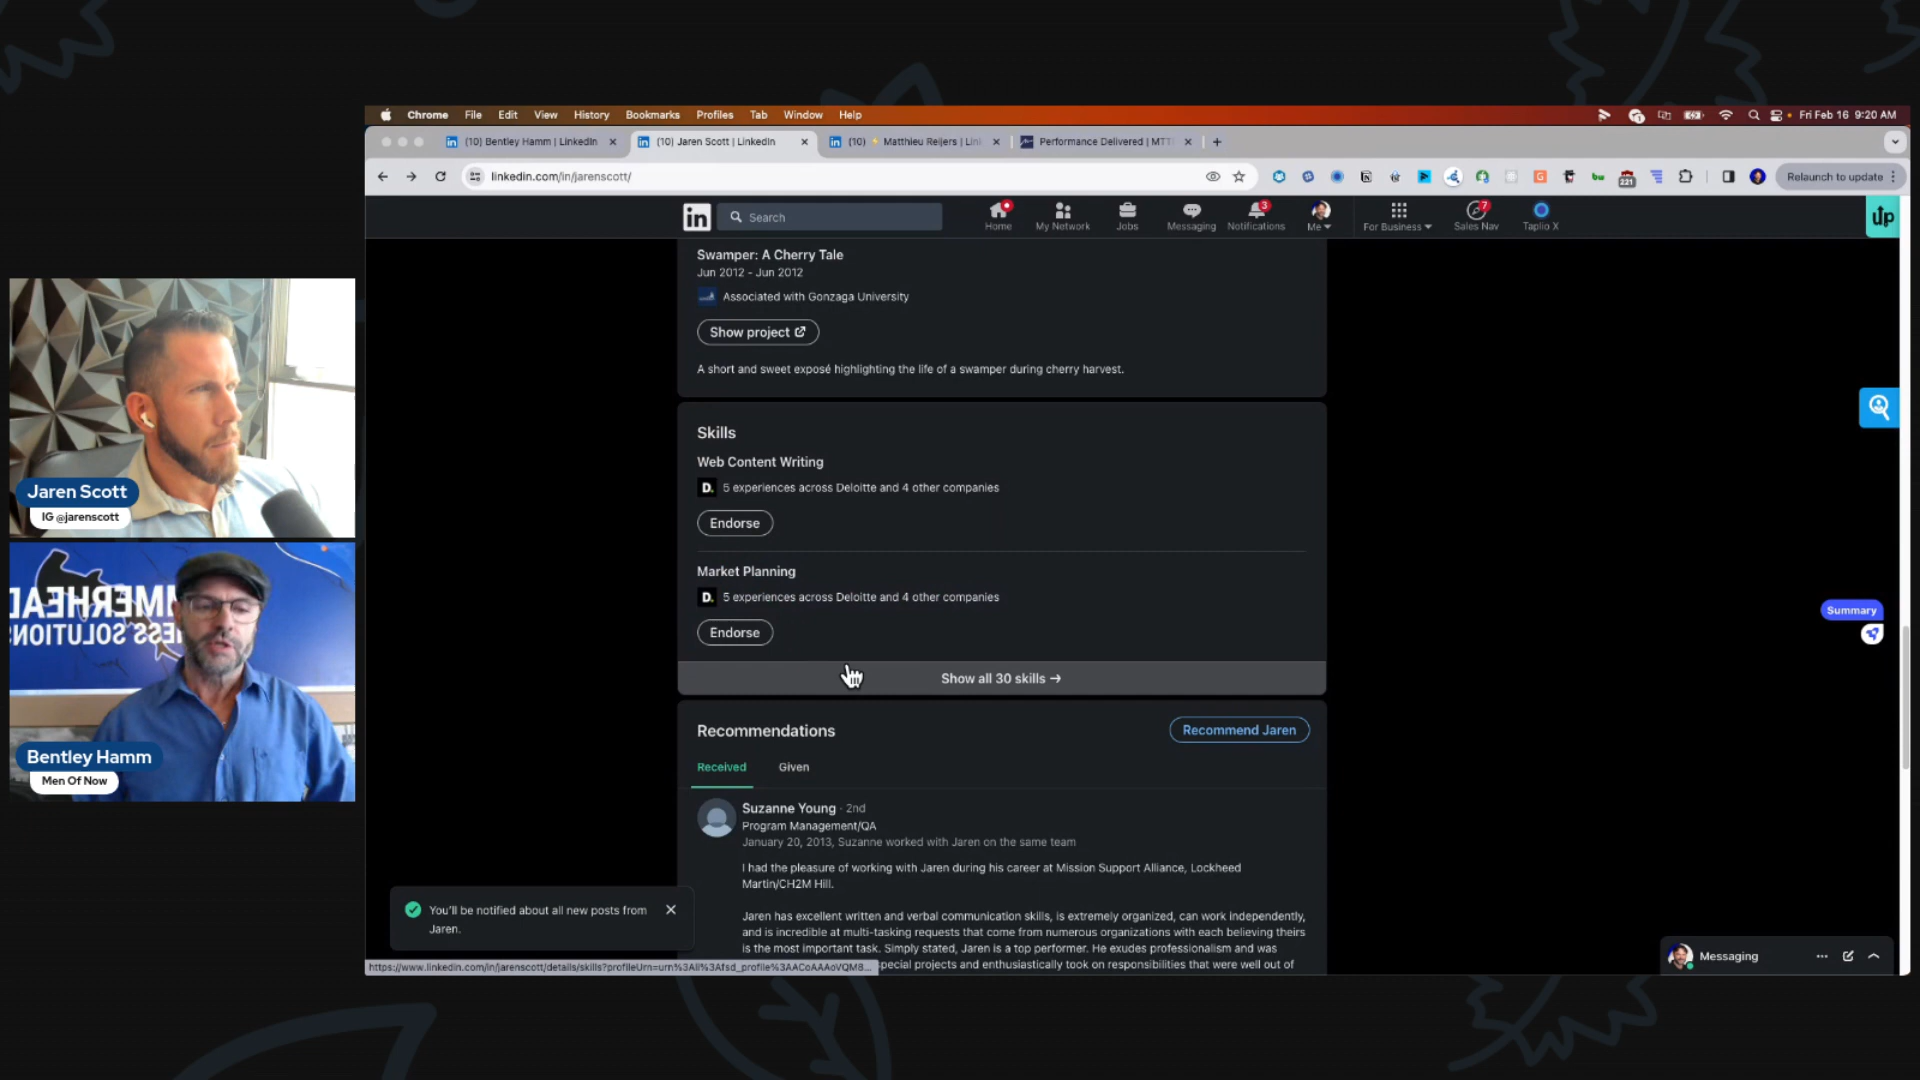 Chrome File Edit View History Bookmarks Profiles Tab Window Help
Fri Feb 16 9:20 AM
(10) Bentley Hamm | LinkedIn
(10) Jaren Scott | LinkedIn
(10) Matthieu Reijers | Lin
Performance Delivered | MTT
linkedin.com/in/jarenscott/
221
Relaunch to update
in
Search
Home
My Network
Jobs
Messaging
3
Notifications
Me
For Business
7
Sales Nav
Taplio X
up
Swamper: A Cherry Tale
Jun 2012 - Jun 2012
Associated with Gonzaga University
Show project
A short and sweet exposé highlighting the life of a swamper during cherry harvest.
Skills
Web Content Writing
D. 5 experiences across Deloitte and 4 other companies
Endorse
Market Planning
D. 5 experiences across Deloitte and 4 other companies
Endorse
Show all 30 skills →
Recommendations
Recommend Jaren
Received Given
Suzanne Young · 2nd
Program Management/QA
January 20, 2013, Suzanne worked with Jaren on the same team
I had the pleasure of working with Jaren during his career at Mission Support Alliance, Lockheed
Martin/CH2M Hill.
Jaren has excellent written and verbal communication skills, is extremely organized, can work independently,
and is incredible at multi-tasking requests that come from numerous organizations with each believing theirs
is the most important task. Simply stated, Jaren is a top performer. He exudes professionalism and was
special projects and enthusiastically took on responsibilities that were well out of
You'll be notified about all new posts from
Jaren.
Summary
Messaging
Jaren Scott
IG @jarenscott
MMERHEAD
NESS SOLUTIONS
Bentley Hamm
Men Of Now